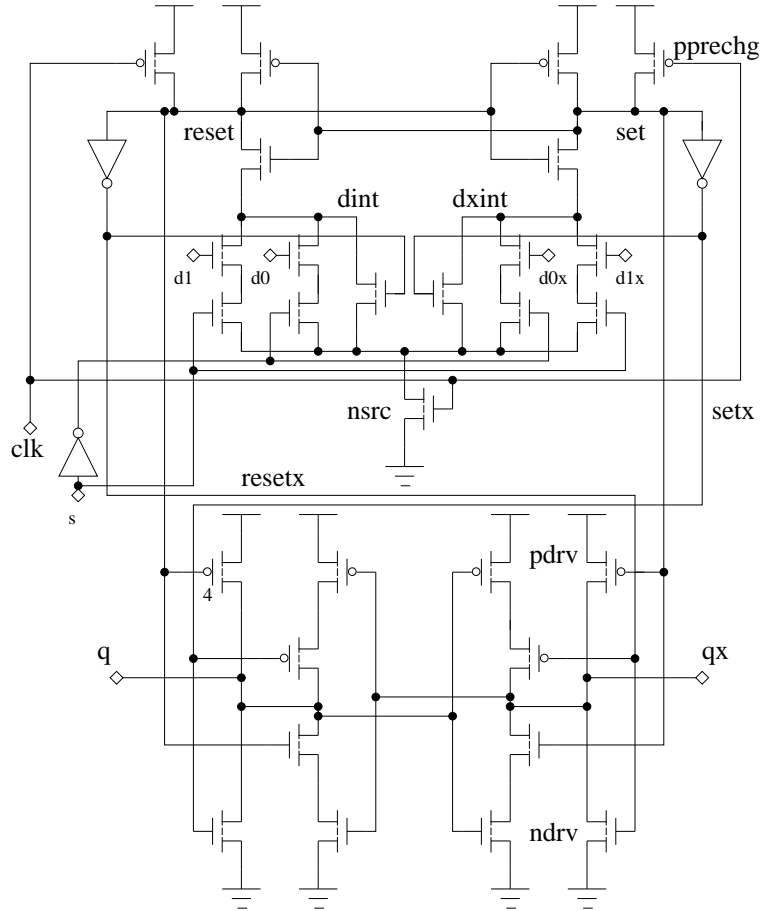 pprechg
reset
set
dint
dxint
d1
d0
d0x
d1x
nsrc
setx
clk
resetx
s
pdrv
4
q
qx
ndrv